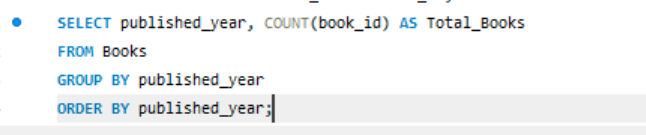 SELECT published_year, COUNT(book_id) AS Total_Books
FROM Books
GROUP BY published_year
ORDER BY published_year;